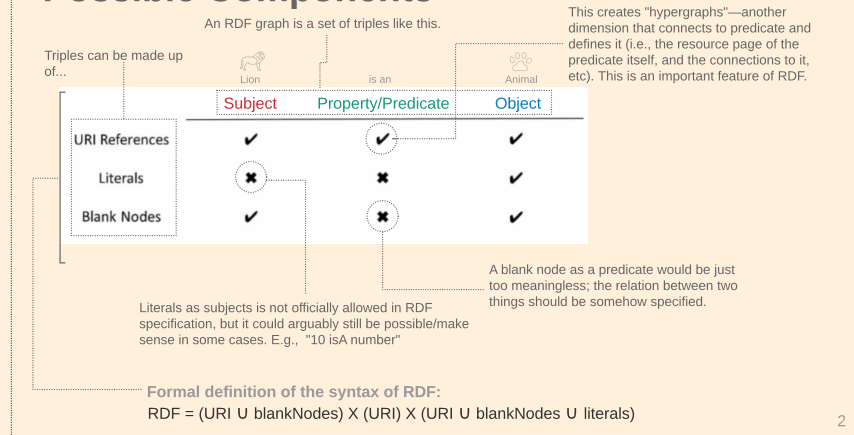 Possible Components
An RDF graph is a set of triples like this.
This creates "hypergraphs"—another
dimension that connects to predicate and
defines it (i.e., the resource page of the
predicate itself, and the connections to it,
etc). This is an important feature of RDF.
Triples can be made up
of...
Lion is an Animal
Subject Property/Predicate Object
URI References ✔ ✔ ✔
Literals ✖ ✖ ✔
Blank Nodes ✔ ✖ ✔
A blank node as a predicate would be just
too meaningless; the relation between two
things should be somehow specified.
Literals as subjects is not officially allowed in RDF
specification, but it could arguably still be possible/make
sense in some cases. E.g., "10 isA number"
Formal definition of the syntax of RDF:
RDF = (URI ∪ blankNodes) X (URI) X (URI ∪ blankNodes ∪ literals)
2